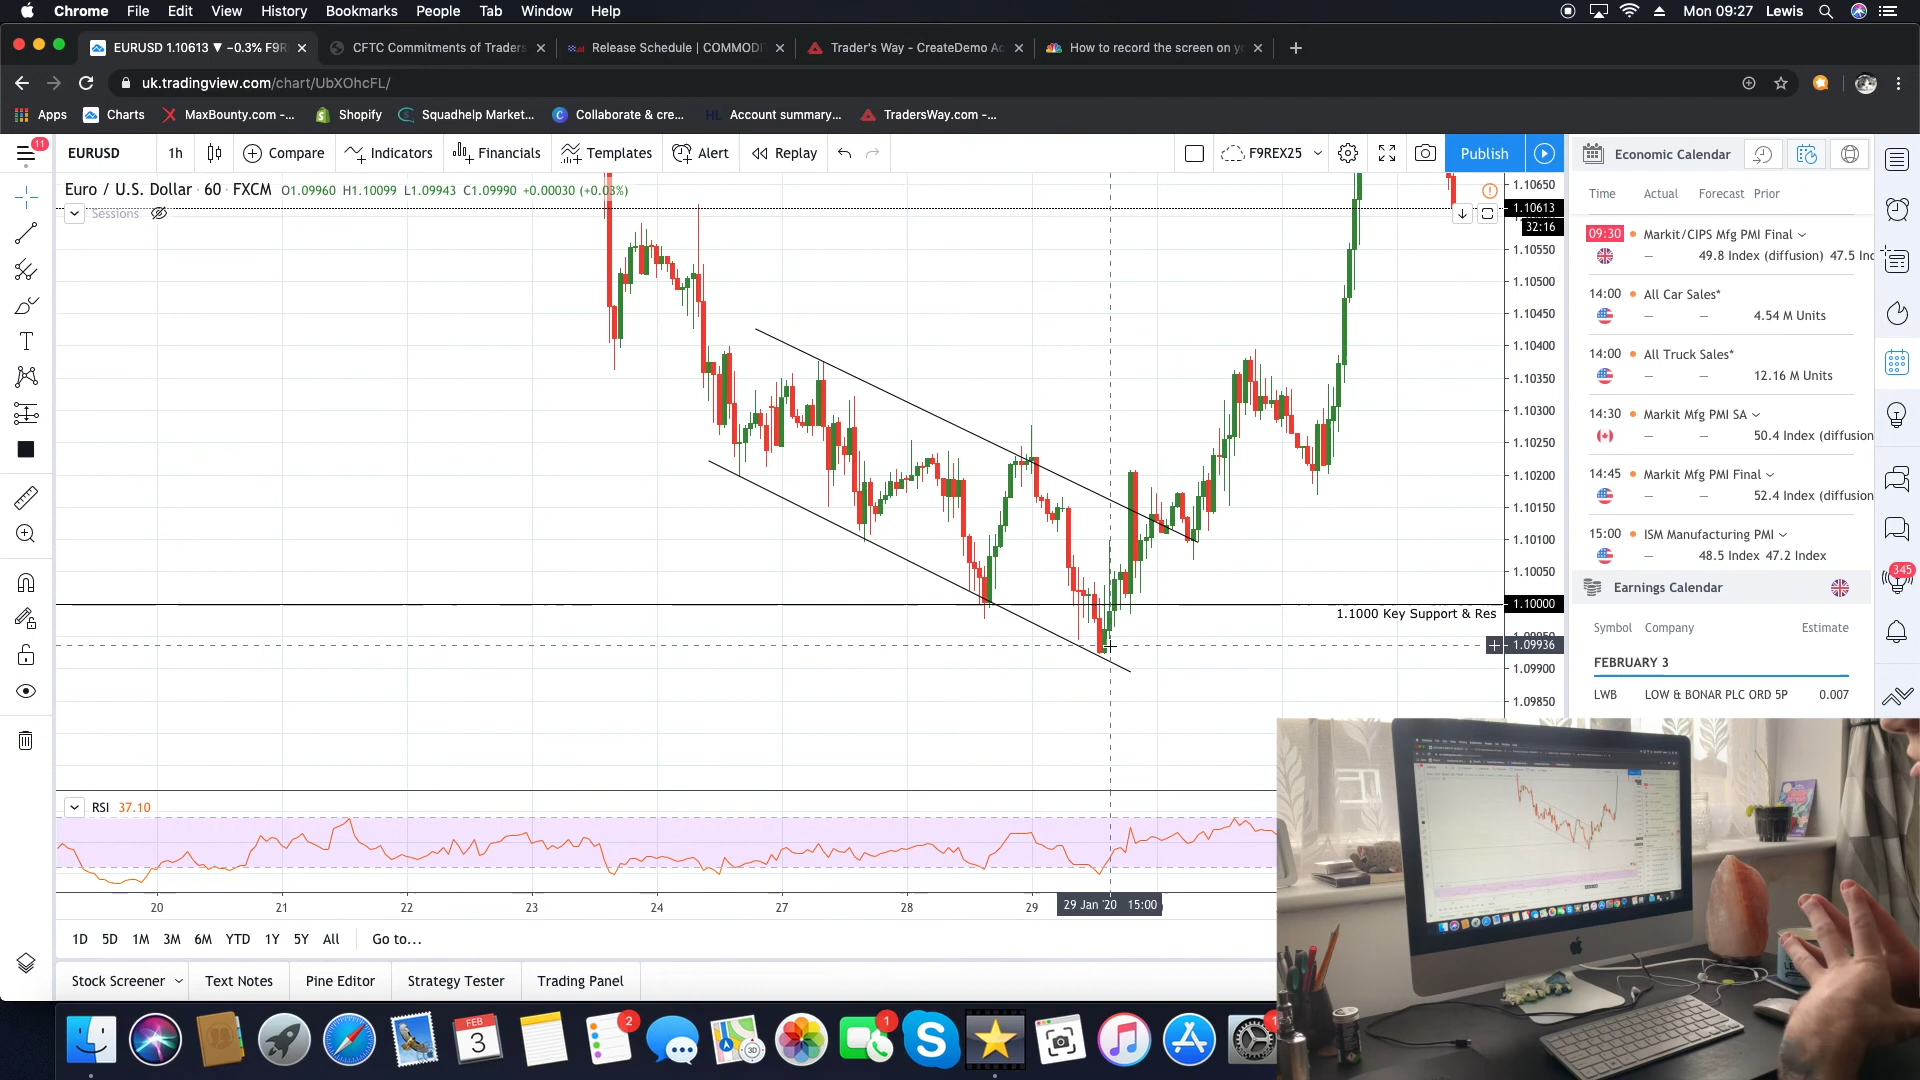 Chrome File Edit View History Bookmarks People Tab Window Help Mon 09:27 Lewis
EURUSD 1.10613 ▼ −0.3% F9R CFTC Commitments of Traders Release Schedule | COMMODI Trader's Way - CreateDemo Ac How to record the screen on yo
uk.tradingview.com/chart/UbXOhcFL/
Apps Charts MaxBounty.com -... Shopify Squadhelp Market... Collaborate & cre... HL Account summary... TradersWay.com -...
11
EURUSD 1h Compare Indicators Financials Templates Alert Replay F9REX25 Publish
Economic Calendar
Euro / U.S. Dollar · 60 · FXCM O1.09960 H1.10099 L1.09943 C1.09990 +0.00030 (+0.03%)
Sessions
1.10650
1.10613
32:16
1.10550
1.10500
1.10450
1.10400
1.10350
1.10300
1.10250
1.10200
1.10150
1.10100
1.10050
1.10000
1.1000 Key Support & Res
1.09936
1.09900
1.09850
Time Actual Forecast Prior
09:30 Markit/CIPS Mfg PMI Final
— 49.8 Index (diffusion) 47.5 Ind
14:00 All Car Sales*
— — 4.54 M Units
14:00 All Truck Sales*
— — 12.16 M Units
14:30 Markit Mfg PMI SA
— — 50.4 Index (diffusion
14:45 Markit Mfg PMI Final
— — 52.4 Index (diffusion
15:00 ISM Manufacturing PMI
— 48.5 Index 47.2 Index
345
Earnings Calendar
Symbol Company Estimate
FEBRUARY 3
LWB LOW & BONAR PLC ORD 5P 0.007
RSI 37.10
20 21 22 23 24 27 28 29 29 Jan '20 15:00
1D 5D 1M 3M 6M YTD 1Y 5Y All Go to...
Stock Screener Text Notes Pine Editor Strategy Tester Trading Panel
FEB
3
2
3D
1
1